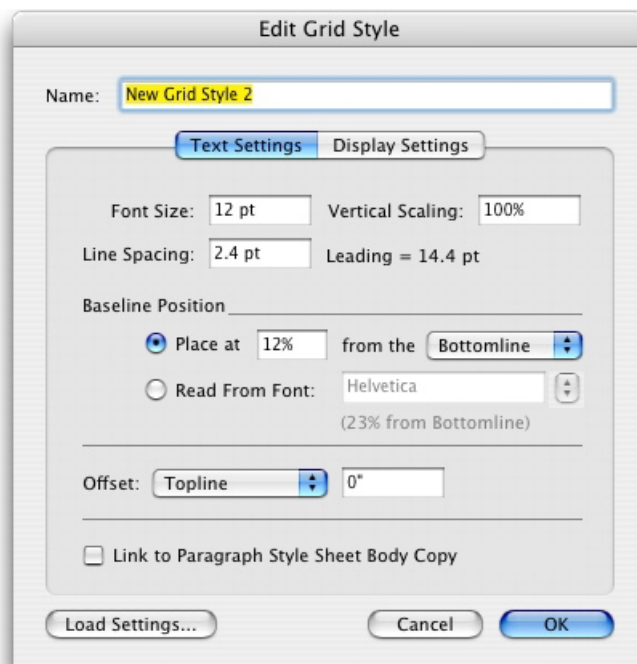 Edit Grid Style
Name: New Grid Style 2
Text Settings Display Settings
Font Size: 12 pt Vertical Scaling: 100%
Line Spacing: 2.4 pt Leading = 14.4 pt
Baseline Position
Place at 12% from the Bottomline
Read From Font: Helvetica
(23% from Bottomline)
Offset: Topline 0"
Link to Paragraph Style Sheet Body Copy
Load Settings... Cancel OK